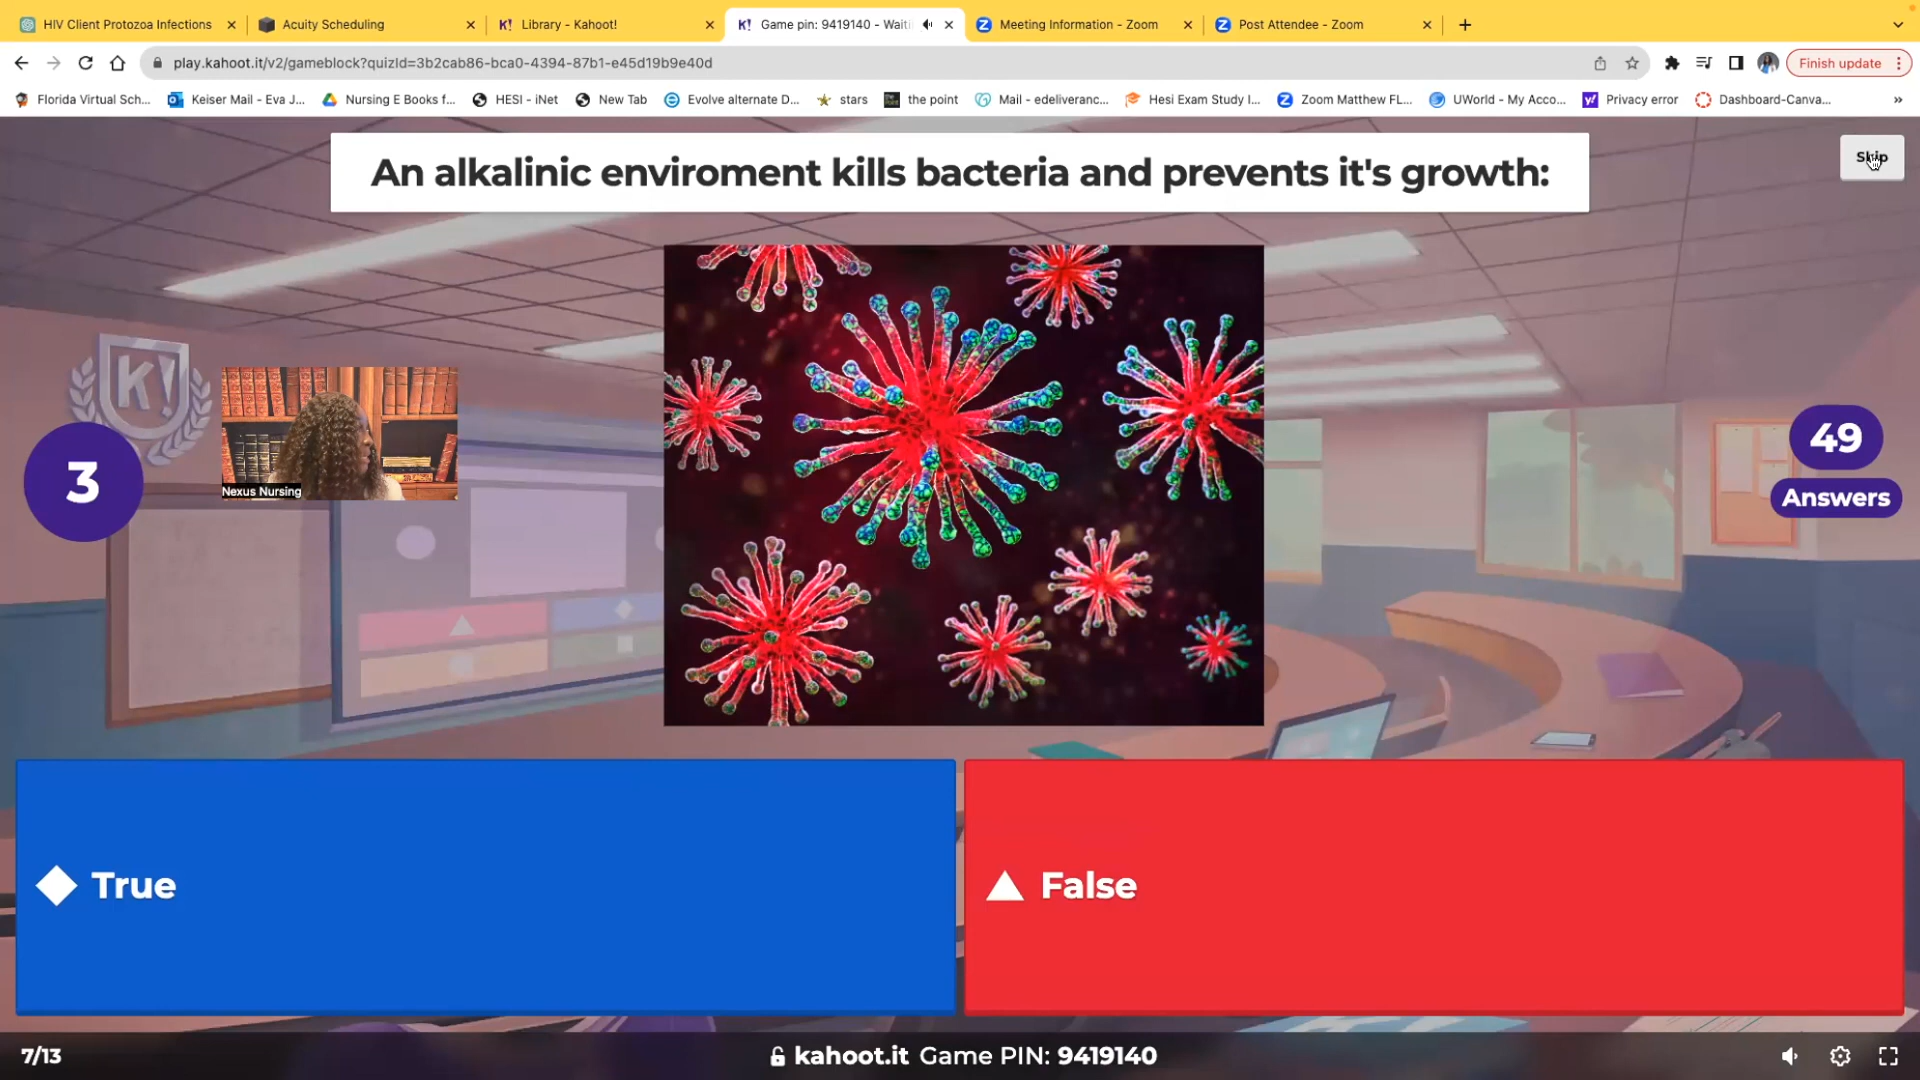 HIV Client Protozoa Infections
Acuity Scheduling
Library - Kahoot!
Game pin: 9419140 - Waiti
Meeting Information - Zoom
Post Attendee - Zoom
play.kahoot.it/v2/gameblock?quizId=3b2cab86-bca0-4394-87b1-e45d19b9e40d
Finish update
Florida Virtual Sch...
Keiser Mail - Eva J...
Nursing E Books f...
HESI - iNet
New Tab
Evolve alternate D...
stars
the point
Mail - edeliveranc...
Hesi Exam Study I...
Zoom Matthew FL...
UWorld - My Acco...
Privacy error
Dashboard-Canva...
An alkalinic enviroment kills bacteria and prevents it's growth:
Skip
K!
3
Nexus Nursing
49
Answers
True
False
7/13
kahoot.it Game PIN: 9419140